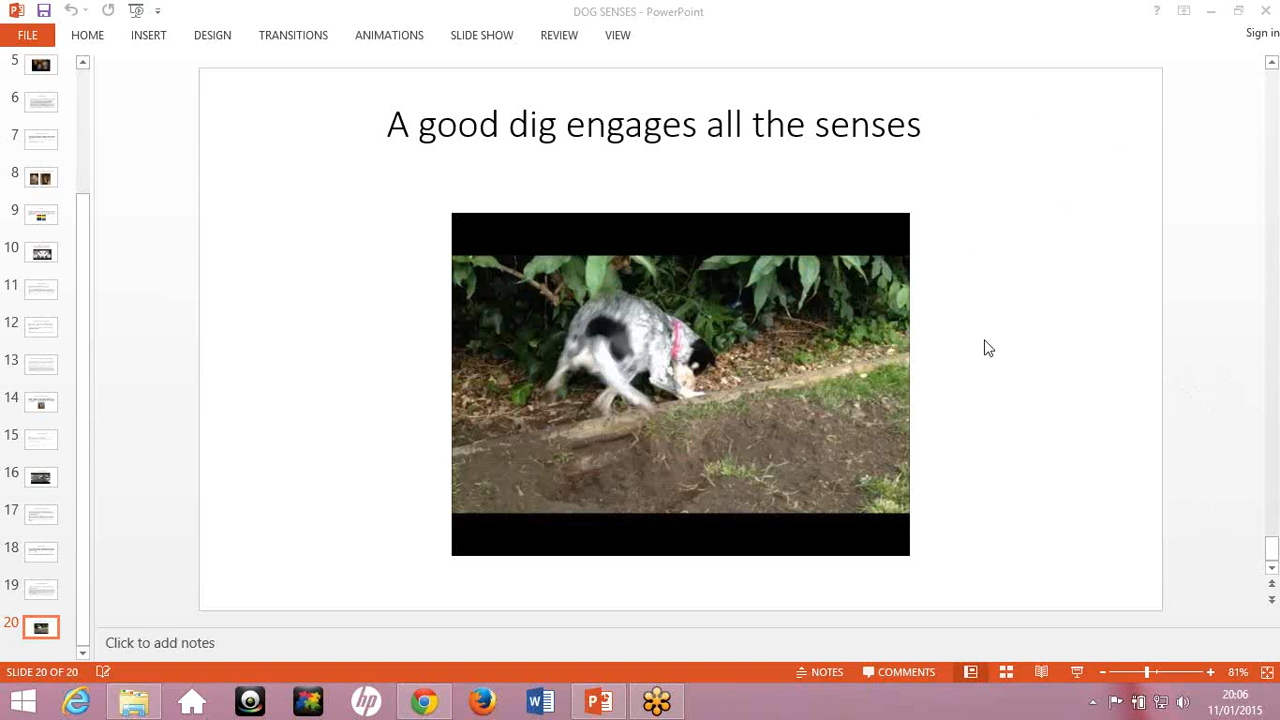 DOG SENSES - PowerPoint
?
FILE
HOME
INSERT
DESIGN
TRANSITIONS
ANIMATIONS
SLIDE SHOW
REVIEW
VIEW
Sign in
5
6
7
8
9
10
11
12
13
14
15
16
17
18
19
20
A good dig engages all the senses
Click to add notes
SLIDE 20 OF 20
NOTES
COMMENTS
81%
hp
20:06
11/01/2015